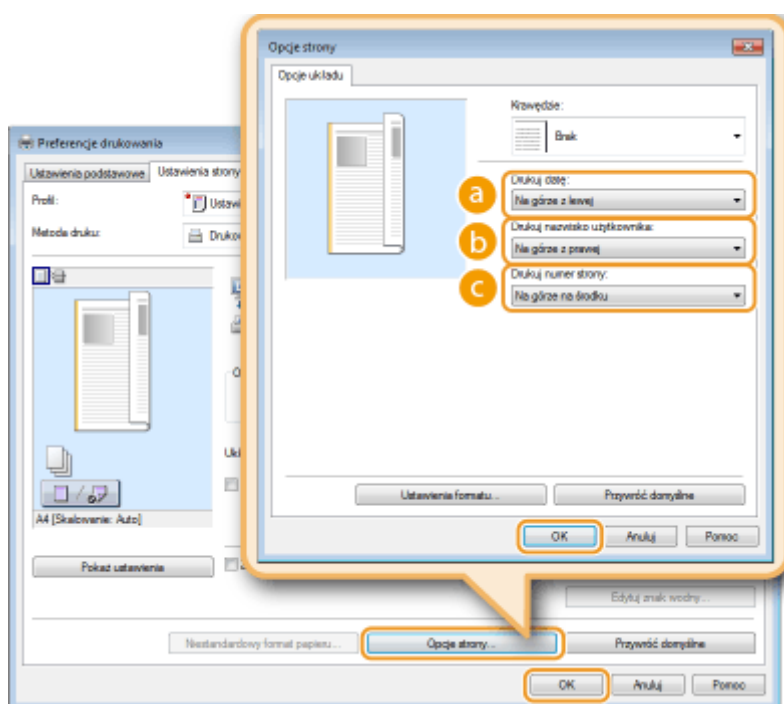 Opcje strony
Opcje układu
Krawędzie:
Brak
a
Drukuj datę:
Na górze z lewej
b
Drukuj nazwisko użytkownika:
Na górze z prawej
c
Drukuj numer strony:
Na górze na środku
Ustawienia formatu...
Przywróć domyślne
OK
Anuluj
Pomoc
Preferencje drukowania
Ustawienia podstawowe
Ustawienia strony
Profil:
Ustawi
Metoda druku:
Druko
Ukł
A4 [Skalowanie: Auto]
Pokaż ustawienia
Edytuj znak wodny...
Niestandardowy format papieru...
Opcje strony...
Przywróć domyślne
OK
Anuluj
Pomoc